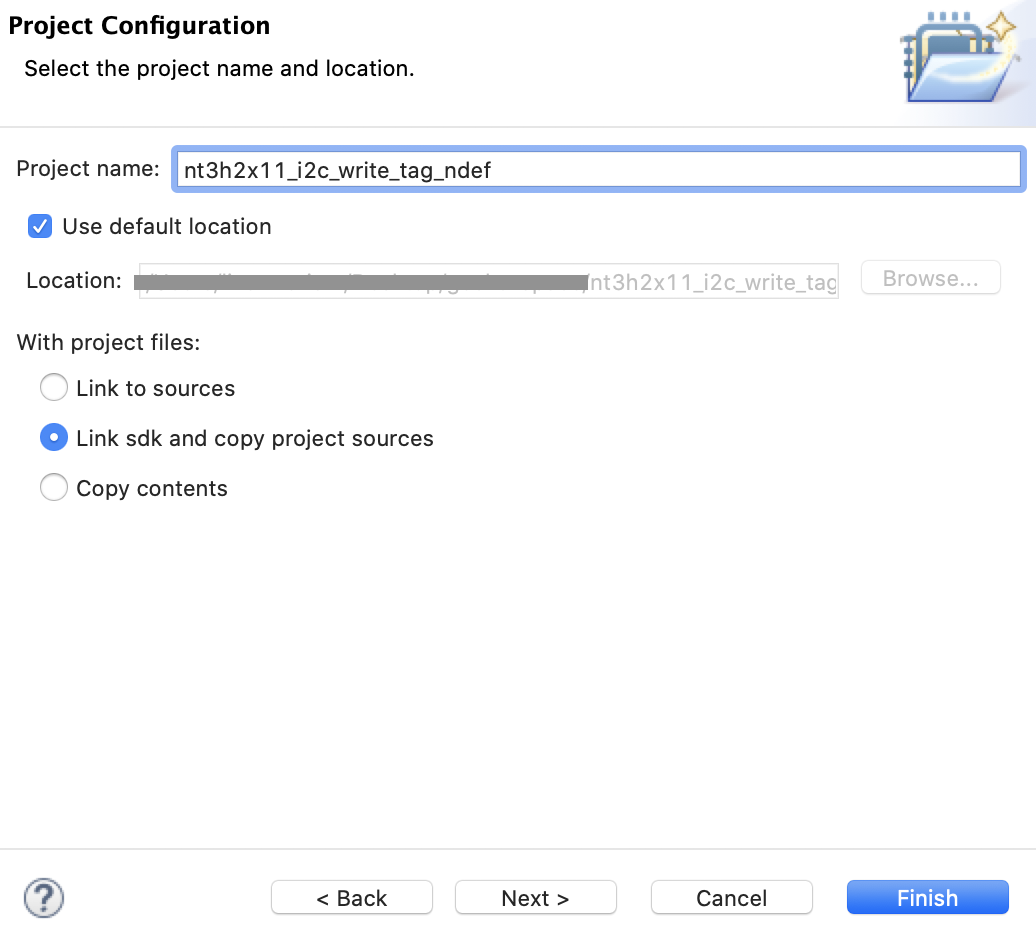 Project Configuration
Select the project name and location.
Project name: nt3h2x11_i2c_write_tag_ndef
Use default location
Location: /nt3h2x11_i2c_write_tag Browse...
With project files:
Link to sources
Link sdk and copy project sources
Copy contents
? < Back Next > Cancel Finish